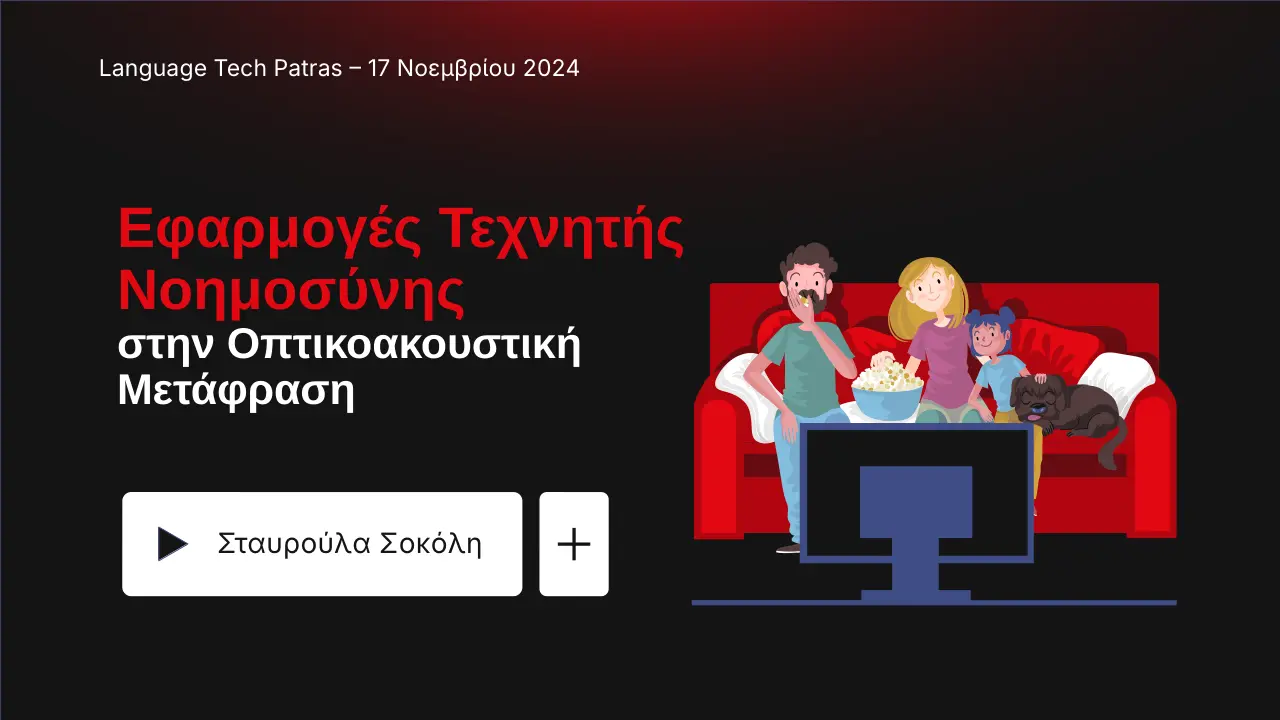 Language Tech Patras – 17 Νοεμβρίου 2024
Εφαρμογές Τεχνητής
Νοημοσύνης
στην Οπτικοακουστική
Μετάφραση
Σταυρούλα Σοκόλη